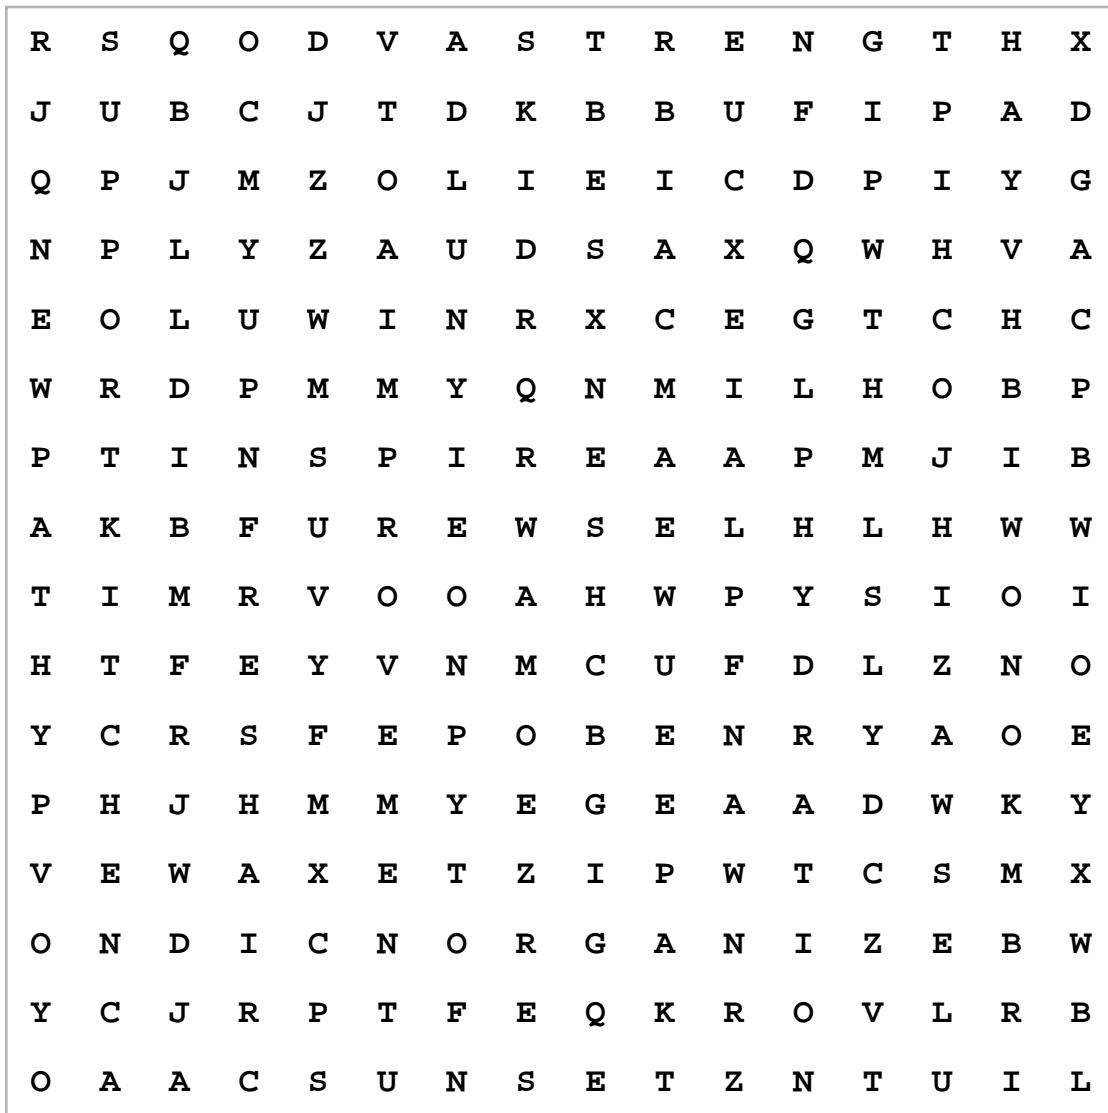 R S Q O D V A S T R E N G T H X
J U B C J T D K B B U F I P A D
Q P J M Z O L I E I C D P I Y G
N P L Y Z A U D S A X Q W H V A
E O L U W I N R X C E G T C H C
W R D P M M Y Q N M I L H O B P
P T I N S P I R E A A P M J I B
A K B F U R E W S E L H L H W W
T I M R V O O A H W P Y S I O I
H T F E Y V N M C U F D L Z N O
Y C R S F E P O B E N R Y A O E
P H J H M M Y E G E A A D W K Y
V E W A X E T Z I P W T C S M X
O N D I C N O R G A N I Z E B W
Y C J R P T F E Q K R O V L R B
O A A C S U N S E T Z N T U I L